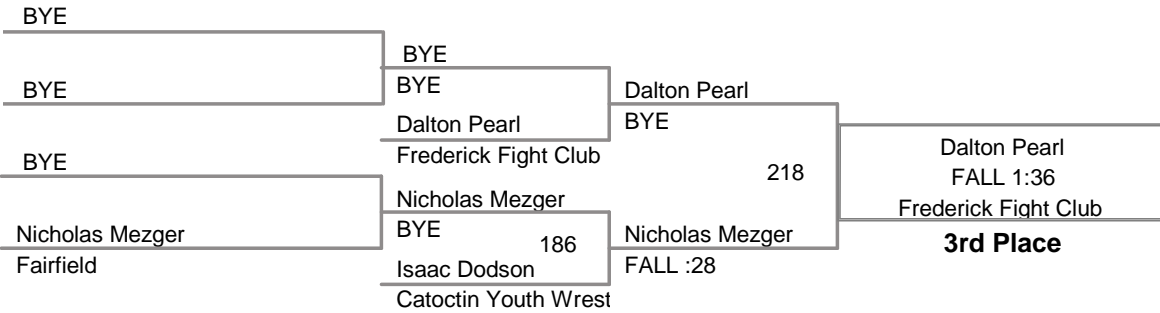 BYE
BYE
BYE
Nicholas Mezger
Fairfield
BYE
BYE
Dalton Pearl
Frederick Fight Club
Nicholas Mezger
BYE
186
Isaac Dodson
Catoctin Youth Wrest
Dalton Pearl
BYE
218
Nicholas Mezger
FALL :28
Dalton Pearl
FALL 1:36
Frederick Fight Club
3rd Place